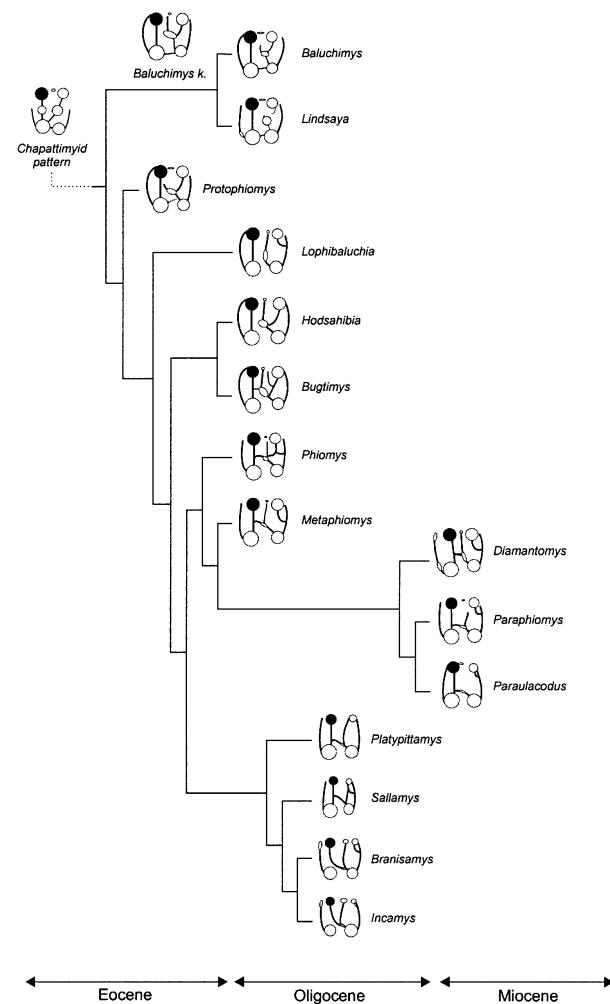 Baluchimys k.
Baluchimys
Lindsaya
Chapattimyid
pattern
Protophiomys
Lophibaluchia
Hodsahibia
Bugtimys
Phiomys
Metaphiomys
Diamantomys
Paraphiomys
Paraulacodus
Platypittamys
Sallamys
Branisamys
Incamys
Eocene Oligocene Miocene